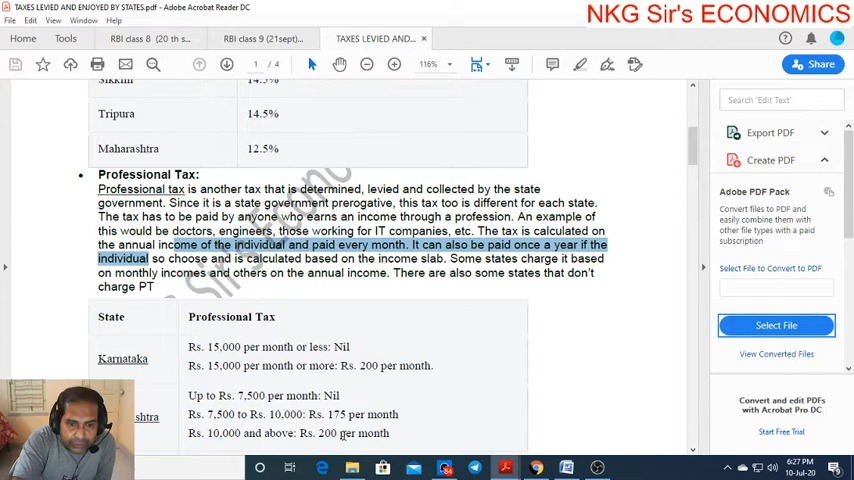 TAXES LEVIED AND ENJOYED BY STATES.pdf - Adobe Acrobat Reader DC
NKG Sir's ECONOMICS
File Edit View Window Help
Home Tools RBI class 8 (20 th s... RBI class 9 (21sept)... TAXES LEVIED AND... ×
1 / 4 116% Share
Sikkim 14.5%
Tripura 14.5%
Maharashtra 12.5%
• Professional Tax:
Professional tax is another tax that is determined, levied and collected by the state
government. Since it is a state government prerogative, this tax too is different for each state.
The tax has to be paid by anyone who earns an income through a profession. An example of
this would be doctors, engineers, those working for IT companies, etc. The tax is calculated on
the annual income of the individual and paid every month. It can also be paid once a year if the
individual so choose and is calculated based on the income slab. Some states charge it based
on monthly incomes and others on the annual income. There are also some states that don't
charge PT
State Professional Tax
Karnataka
Rs. 15,000 per month or less: Nil
Rs. 15,000 per month or more: Rs. 200 per month.
Up to Rs. 7,500 per month: Nil
shtra Rs. 7,500 to Rs. 10,000: Rs. 175 per month
Rs. 10,000 and above: Rs. 200 per month
Search 'Edit Text'
Export PDF
Create PDF
Adobe PDF Pack
Convert files to PDF and
easily combine them with
other file types with a paid
subscription
Select File to Convert to PDF
Select File
View Converted Files
Convert and edit PDFs
with Acrobat Pro DC
Start Free Trial
84
6:27 PM
10-Jul-20